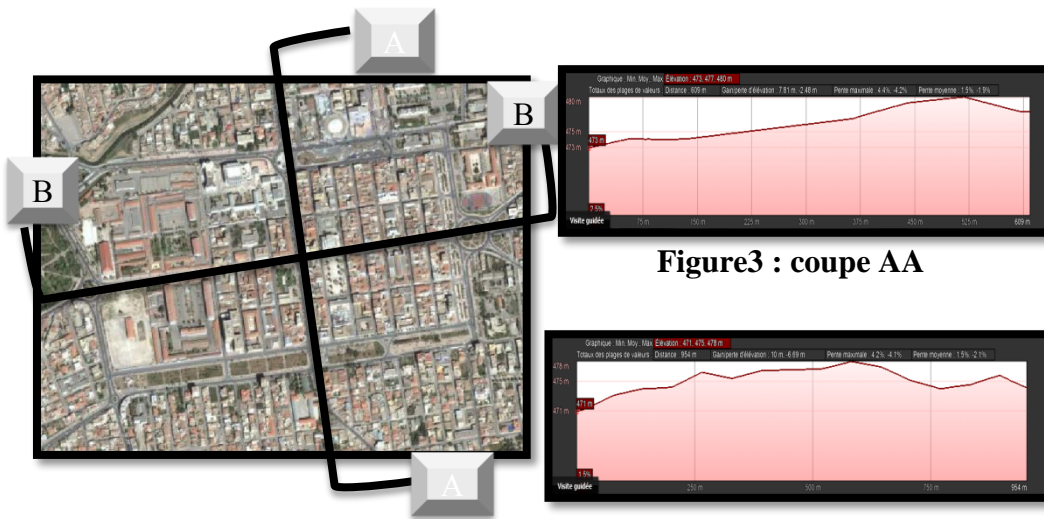 A
B
B
A
Graphique : Min, Moy, Max Élévation : 473, 477, 480 m
Totaux des plages de valeurs Distance : 609 m Gain/perte d'élévation : 7.81 m, -2.48 m Pente maximale : 4.4%, -4.2% Pente moyenne : 1.5%, -1.9%
480 m
475 m
473 m
473 m
2.5%
Visite guidée
75 m 150 m 225 m 300 m 375 m 450 m 525 m 609 m
Figure3 : coupe AA
Graphique : Min, Moy, Max Élévation : 471, 475, 478 m
Totaux des plages de valeurs Distance : 954 m Gain/perte d'élévation : 10 m, -6.69 m Pente maximale : 4.2%, -4.1% Pente moyenne : 1.5%, -2.1%
478 m
475 m
471 m
471 m
1.5%
Visite guidée
250 m 500 m 750 m 954 m